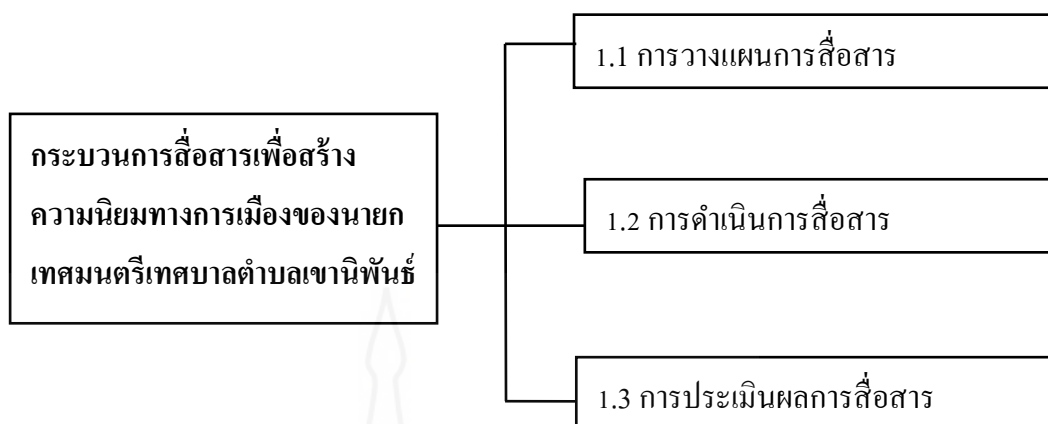 1.1 การวางแผนการสื่อสาร
กระบวนการสื่อสารเพื่อสร้าง
ความนิยมทางการเมืองของนายก
เทศมนตรีเทศบาลตำบลเขานิพันธ์
1.2 การดำเนินการสื่อสาร
1.3 การประเมินผลการสื่อสาร